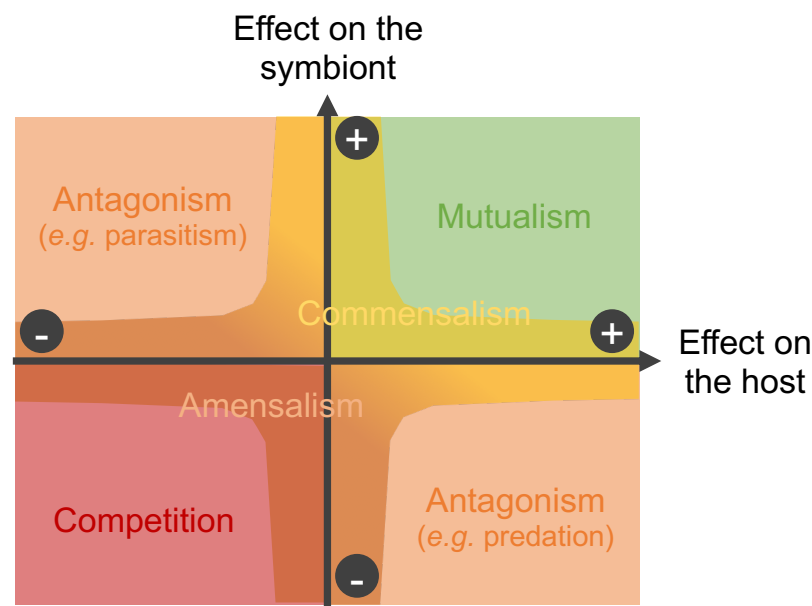 Effect on the
symbiont
+
Antagonism
(e.g. parasitism)
Mutualism
Commensalism
-
+
Effect on
the host
Amensalism
Competition
Antagonism
(e.g. predation)
-